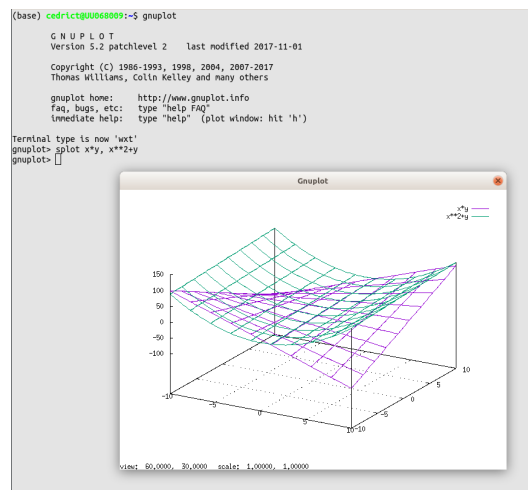 (base) cedrict@UU068009:~$ gnuplot
G N U P L O T
Version 5.2 patchlevel 2 last modified 2017-11-01
Copyright (C) 1986-1993, 1998, 2004, 2007-2017
Thomas Williams, Colin Kelley and many others
gnuplot home: http://www.gnuplot.info
faq, bugs, etc: type "help FAQ"
immediate help: type "help" (plot window: hit 'h')
Terminal type is now 'wxt'
gnuplot> splot x*y, x**2+y
gnuplot>
Gnuplot
x*y
x**2+y
150
100
50
0
-50
-100
-10
-5
0
5
10
-10
-5
0
5
10
view: 60.0000, 30.0000 scale: 1.00000, 1.00000